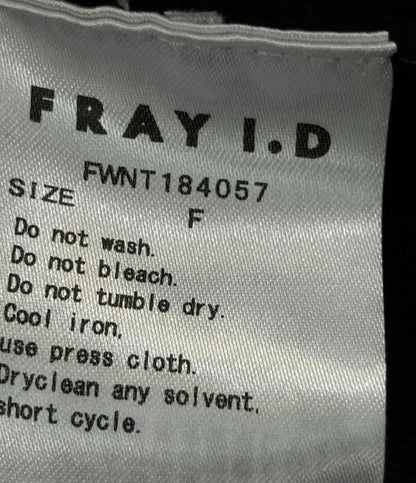 FRAY I.D
FWNT184057
SIZE F
Do not wash.
Do not bleach.
Do not tumble dry.
Cool iron,
use press cloth.
Dryclean any solvent,
short cycle.